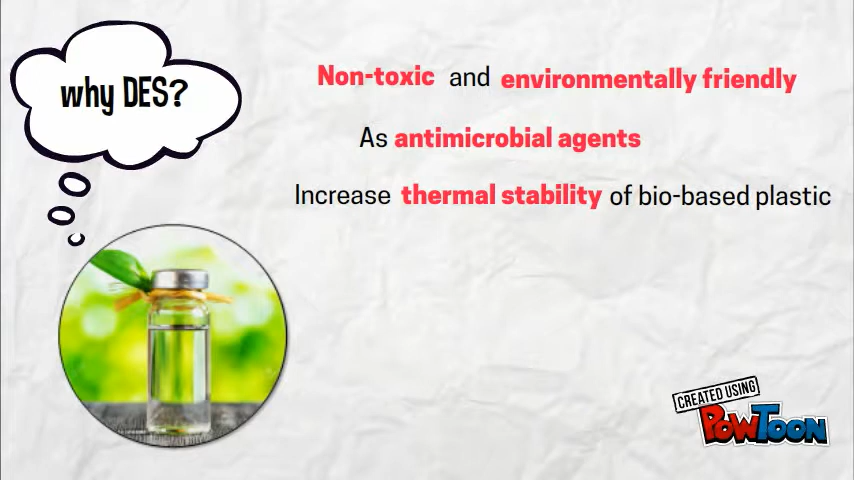 why DES?
Non-toxic and environmentally friendly
As antimicrobial agents
Increase thermal stability of bio-based plastic
CREATED USING
POWTOON